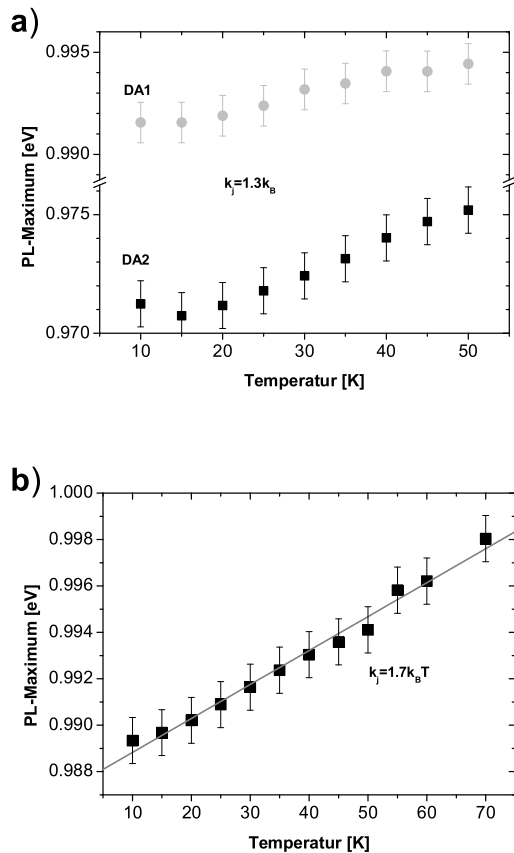 a)
0.995
DA1
0.990
k_j=1.3k_B
PL-Maximum [eV]
0.975
DA2
0.970
10 20 30 40 50
Temperatur [K]
b)
1.000
0.998
0.996
0.994
0.992
0.990
0.988
PL-Maximum [eV]
k_j=1.7k_BT
10 20 30 40 50 60 70
Temperatur [K]